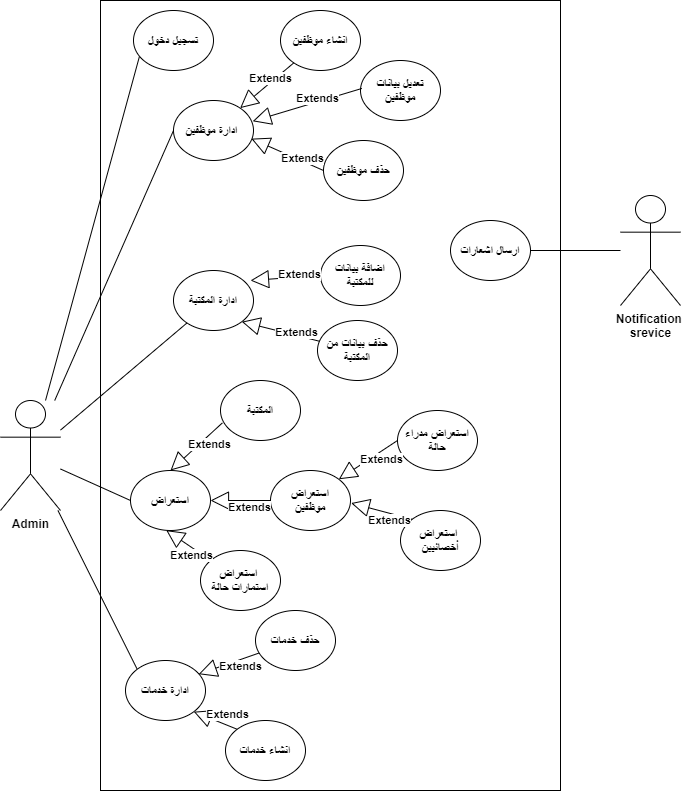 تسجيل دخول
انشاء موظفين
Extends
تعديل بيانات
موظفين
Extends
ادارة موظفين
Extends
حذف موظفين
ارسال اشعارات
Notification
srevice
اضافة بيانات
للمكتبة
Extends
ادارة المكتبة
Extends
حذف بيانات من
المكتبة
المكتبة
Extends
استعراض مدراء
حالة
Extends
استعراض
استعراض
موظفين
Extends
Extends
استعراض
أخصائيين
Admin
Extends
استعراض
استمارات حالة
حذف خدمات
Extends
ادارة خدمات
Extends
انشاء خدمات